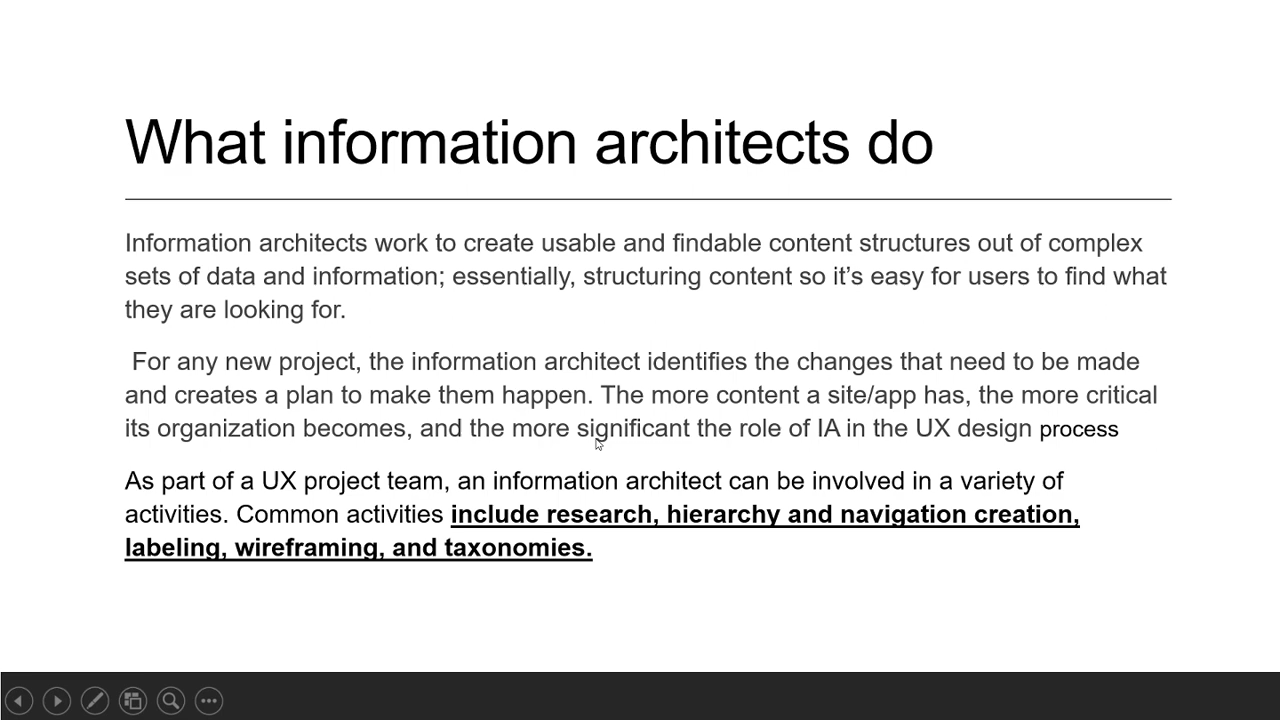 What information architects do
Information architects work to create usable and findable content structures out of complex
sets of data and information; essentially, structuring content so it’s easy for users to find what
they are looking for.
For any new project, the information architect identifies the changes that need to be made
and creates a plan to make them happen. The more content a site/app has, the more critical
its organization becomes, and the more significant the role of IA in the UX design process
As part of a UX project team, an information architect can be involved in a variety of
activities. Common activities include research, hierarchy and navigation creation,
labeling, wireframing, and taxonomies.